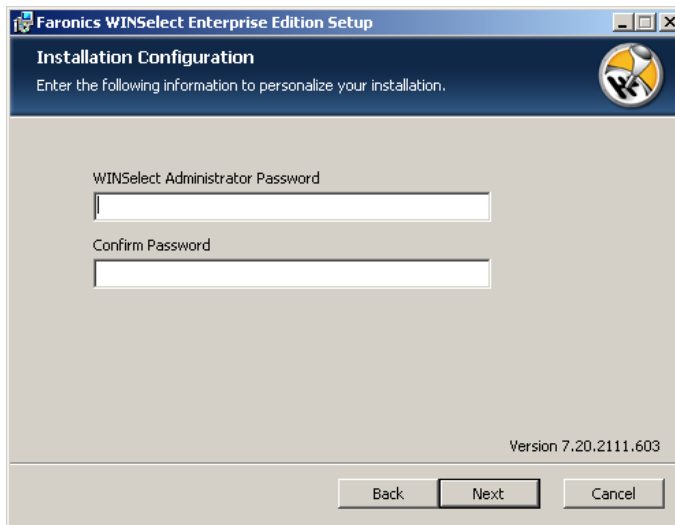 Faronics WINSelect Enterprise Edition Setup
Installation Configuration
Enter the following information to personalize your installation.
WINSelect Administrator Password
Confirm Password
Version 7.20.2111.603
Back Next Cancel